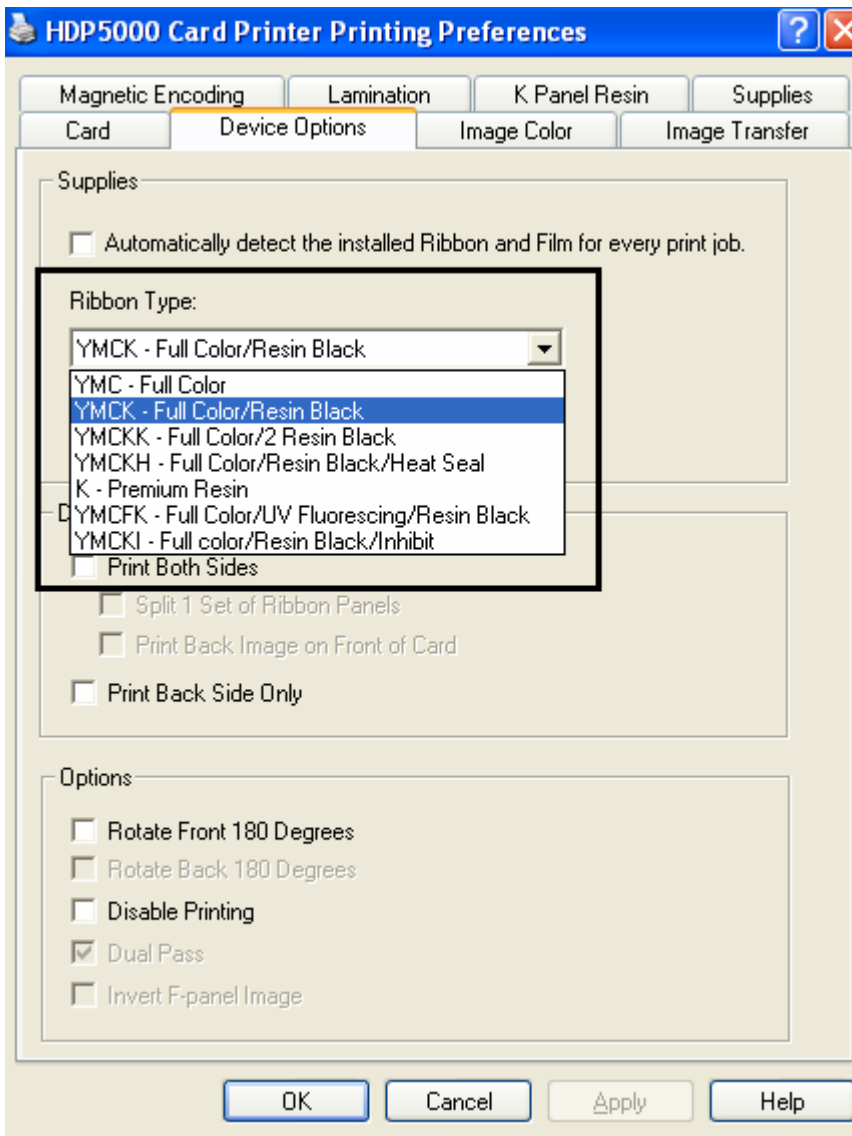 HDP5000 Card Printer Printing Preferences
Magnetic Encoding Lamination K Panel Resin Supplies
Card Device Options Image Color Image Transfer
Supplies
Automatically detect the installed Ribbon and Film for every print job.
Ribbon Type:
YMCK - Full Color/Resin Black
YMC - Full Color
YMCK - Full Color/Resin Black
YMCKK - Full Color/2 Resin Black
YMCKH - Full Color/Resin Black/Heat Seal
K - Premium Resin
D
YMCFK - Full Color/UV Fluorescing/Resin Black
YMCKI - Full color/Resin Black/Inhibit
Print Both Sides
Split 1 Set of Ribbon Panels
Print Back Image on Front of Card
Print Back Side Only
Options
Rotate Front 180 Degrees
Rotate Back 180 Degrees
Disable Printing
Dual Pass
Invert F-panel Image
OK Cancel Apply Help